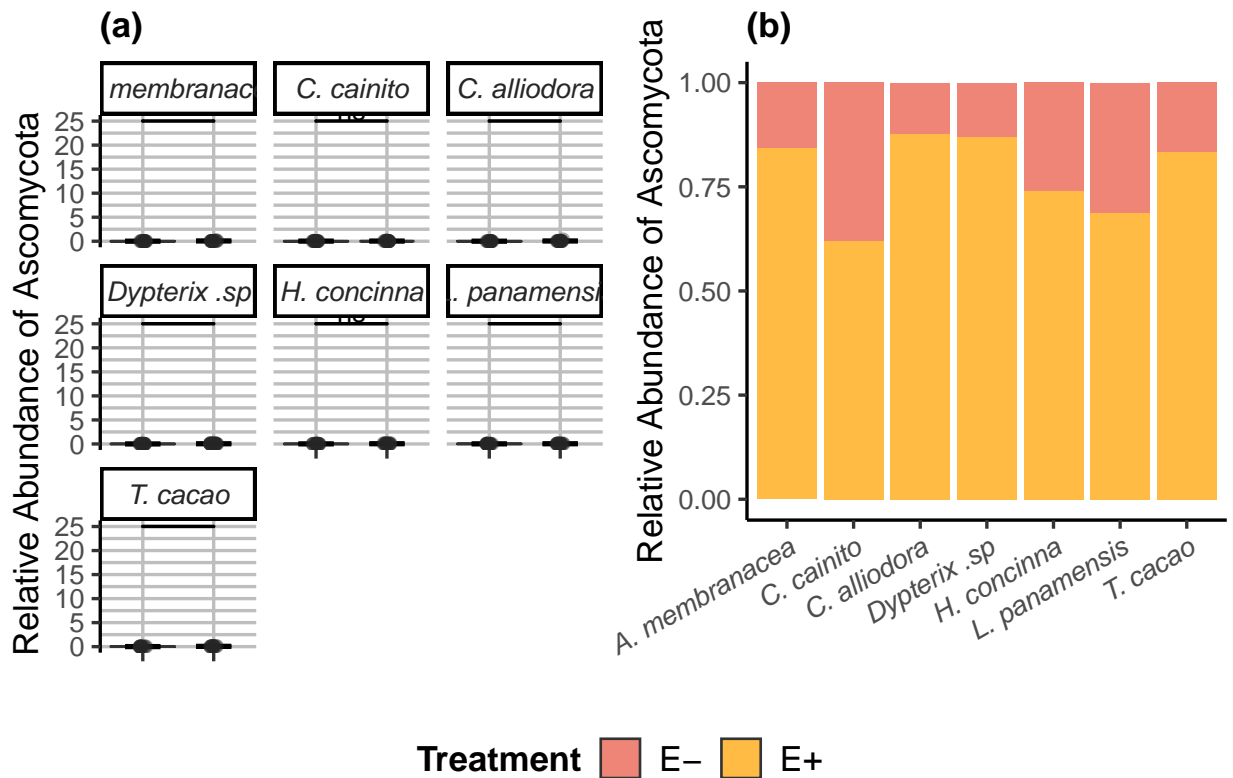 (a)
(b)
Relative Abundance of Ascomycota
membranac
C. cainito
C. alliodora
25
20
15
10
5
0
Dypterix .sp
H. concinna
. panamensi
25
20
15
10
5
0
T. cacao
25
20
15
10
5
0
Relative Abundance of Ascomycota
1.00
0.75
0.50
0.25
0.00
A. membranacea
C. cainito
C. alliodora
Dypterix .sp
H. concinna
L. panamensis
T. cacao
Treatment E− E+